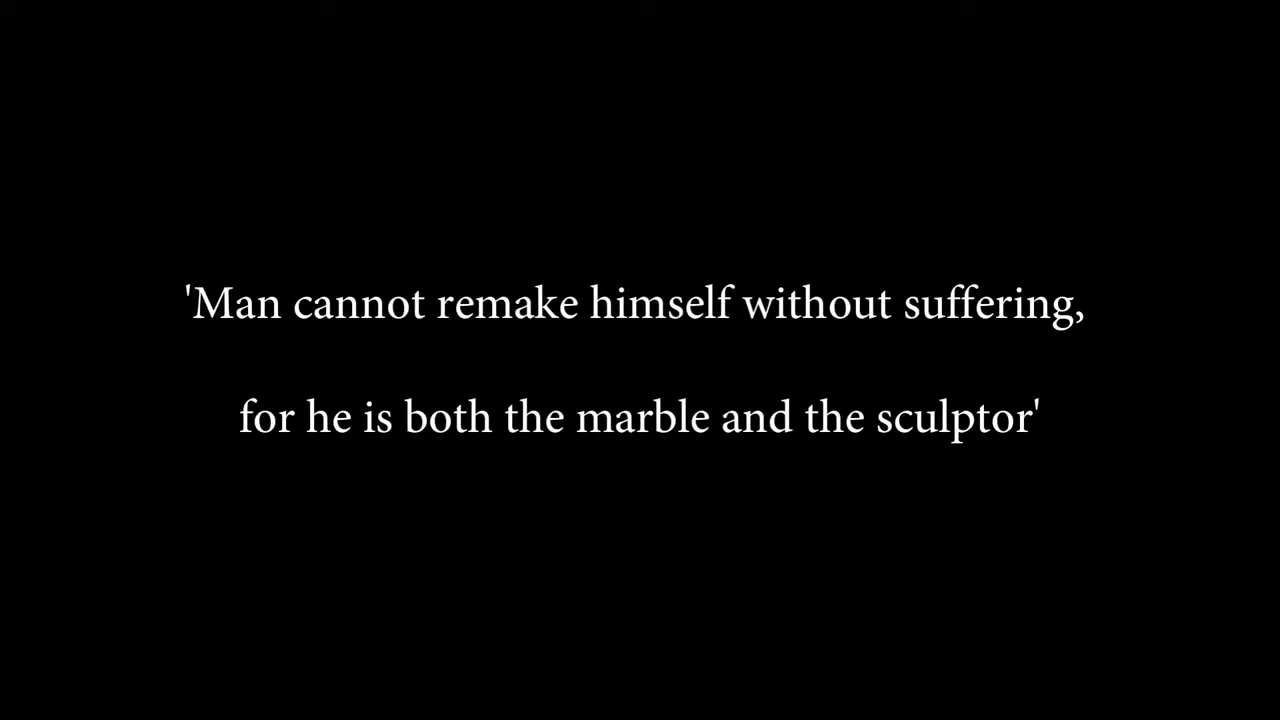 'Man cannot remake himself without suffering,
for he is both the marble and the sculptor'